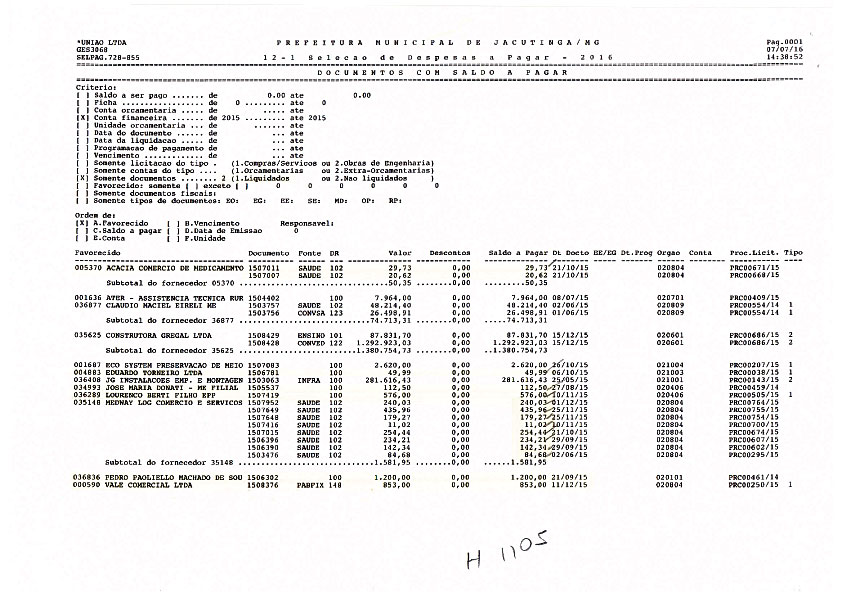 *UNIAO LTDA P R E F E I T U R A M U N I C I P A L D E J A C U T I N G A / M G Pag.0001
GES3068 07/07/16
SELPAG.728-855 1 2 - 1 S e l e c a o d e D e s p e s a s a P a g a r - 2 0 1 6 14:38:52
D O C U M E N T O S C O M S A L D O A P A G A R
Criterio:
[ ] Saldo a ser pago ....... de 0.00 ate 0.00
[ ] Ficha .................. de 0 ........ ate 0
[ ] Conta orcamentaria ..... de ..... ate
[X] Conta financeira ....... de 2015 ......... ate 2015
[ ] Unidade orcamentaria ... de ....... ate
[ ] Data do documento ...... de ... ate
[ ] Data da liquidacao ..... de ... ate
[ ] Programacao de pagamento de ... ate
[ ] Vencimento ............. de ... ate
[ ] Somente licitacao do tipo . (1.Compras/Servicos ou 2.Obras de Engenharia)
[ ] Somente contas do tipo .... (1.Orcamentarias ou 2.Extra-Orcamentarias)
[X] Somente documentos ........ 2 (1.Liquidados ou 2.Nao liquidados )
[ ] Favorecido: somente [ ] exceto [ ] 0 0 0 0 0 0
[ ] Somente documentos fiscais:
[ ] Somente tipos de documentos: EO: EG: EE: SE: MD: OP: RP:
Ordem de:
[X] A.Favorecido [ ] B.Vencimento Responsavel:
[ ] C.Saldo a pagar [ ] D.Data de Emissao 0
[ ] E.Conta [ ] F.Unidade
Favorecido Documento Fonte DR Valor Descontos Saldo a Pagar Dt Docto EE/EG Dt.Prog Orgao Conta Proc.Licit. Tipo
005370 ACACIA COMERCIO DE MEDICAMENTO 1507011 SAUDE 102 29,73 0,00 29,73 21/10/15 020804 PRC00671/15
1507007 SAUDE 102 20,62 0,00 20,62 21/10/15 020804 PRC00668/15
Subtotal do fornecedor 05370 ..............................50,35 ........0,00 ........50,35
001636 ATER - ASSISTENCIA TECNICA RUR 1504402 100 7.964,00 0,00 7.964,00 08/07/15 020701 PRC00409/15
036877 CLAUDIO MACIEL EIRELI ME 1503757 SAUDE 102 48.214,40 0,00 48.214,40 02/06/15 020809 PRC00554/14 1
1503756 CONVSA 123 26.498,91 0,00 26.498,91 01/06/15 020809 PRC00554/14 1
Subtotal do fornecedor 36877 ..........................74.713,31 ........0,00 .....74.713,31
035625 CONSTRUTORA GREGAL LTDA 1508429 ENSINO 101 87.831,70 0,00 87.831,70 15/12/15 020601 PRC00686/15 2
1508428 CONVED 122 1.292.923,03 0,00 1.292.923,03 15/12/15 020601 PRC00686/15 2
Subtotal do fornecedor 35625 .......................1.380.754,73 ........0,00 ..1.380.754,73
001687 ECO SYSTEM PRESERVACAO DE MEIO 1507083 100 2.620,00 0,00 2.620,00 26/10/15 021004 PRC00207/15 1
004883 EDUARDO TORNEIRO LTDA 1506781 100 49,99 0,00 49,99 06/10/15 021003 PRC00038/15 1
036408 JG INSTALACOES EMP. E MONTAGEN 1503063 INFRA 100 281.616,43 0,00 281.616,43 25/05/15 021001 PRC00143/15 2
034993 JOSE MARIA DONATI - ME FILIAL 1505537 100 112,50 0,00 112,50 27/08/15 020406 PRC00459/14
036289 LOURENCO BERTI FILHO EPP 1507419 100 576,00 0,00 576,00 10/11/15 020406 PRC00505/15 1
035148 MEDWAY LOG COMERCIO E SERVICOS 1507952 SAUDE 102 240,03 0,00 240,03 01/12/15 020804 PRC00764/15
1507649 SAUDE 102 435,96 0,00 435,96 25/11/15 020804 PRC00755/15
1507648 SAUDE 102 179,27 0,00 179,27 25/11/15 020804 PRC00754/15
1507416 SAUDE 102 11,02 0,00 11,02 10/11/15 020804 PRC00700/15
1507015 SAUDE 102 254,44 0,00 254,44 21/10/15 020804 PRC00674/15
1506396 SAUDE 102 234,21 0,00 234,21 29/09/15 020804 PRC00607/15
1506390 SAUDE 102 142,34 0,00 142,34 29/09/15 020804 PRC00602/15
1503476 SAUDE 102 84,68 0,00 84,68 02/06/15 020804 PRC00295/15
Subtotal do fornecedor 35148 ...........................1.581,95 ........0,00 ......1.581,95
036836 PEDRO PAOLIELLO MACHADO DE SOU 1506302 100 1.200,00 0,00 1.200,00 21/09/15 020101 PRC00461/14
000590 VALE COMERCIAL LTDA 1508376 PABFIX 148 853,00 0,00 853,00 11/12/15 020804 PRC00250/15 1
H 1105